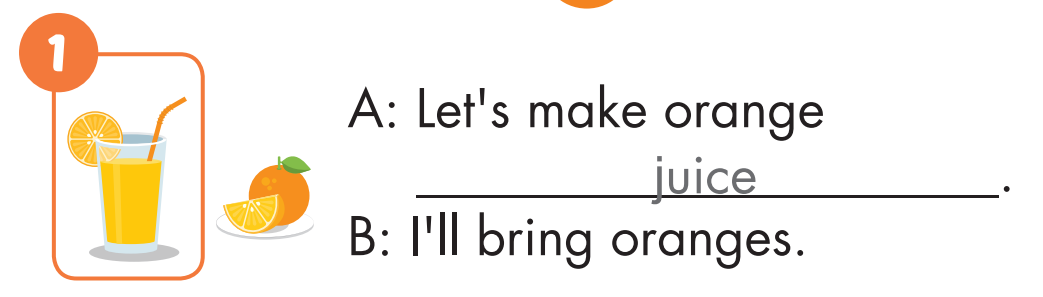 1
A: Let's make orange
juice.
B: I'll bring oranges.